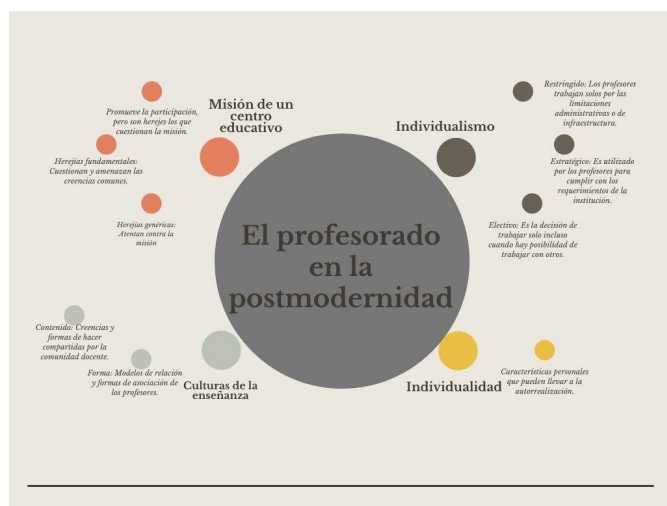 El profesorado
en la
postmodernidad
Misión de un
centro
educativo
Promueve la participación,
pero son herejes los que
cuestionan la misión.
Herejías fundamentales:
Cuestionan y amenazan las
creencias comunes.
Herejías genéricas:
Atentan contra la
misión
Individualismo
Restringido: Los profesores
trabajan solos por las
limitaciones
administrativas o de
infraestructura.
Estratégico: Es utilizado
por los profesores para
cumplir con los
requerimientos de la
institución.
Electivo: Es la decisión de
trabajar solo incluso
cuando hay posibilidad de
trabajar con otros.
Culturas de la
enseñanza
Contenido: Creencias y
formas de hacer
compartidas por la
comunidad docente.
Forma: Modelos de relación
y formas de asociación de
los profesores.
Individualidad
Características personales
que pueden llevar a la
autorrealización.